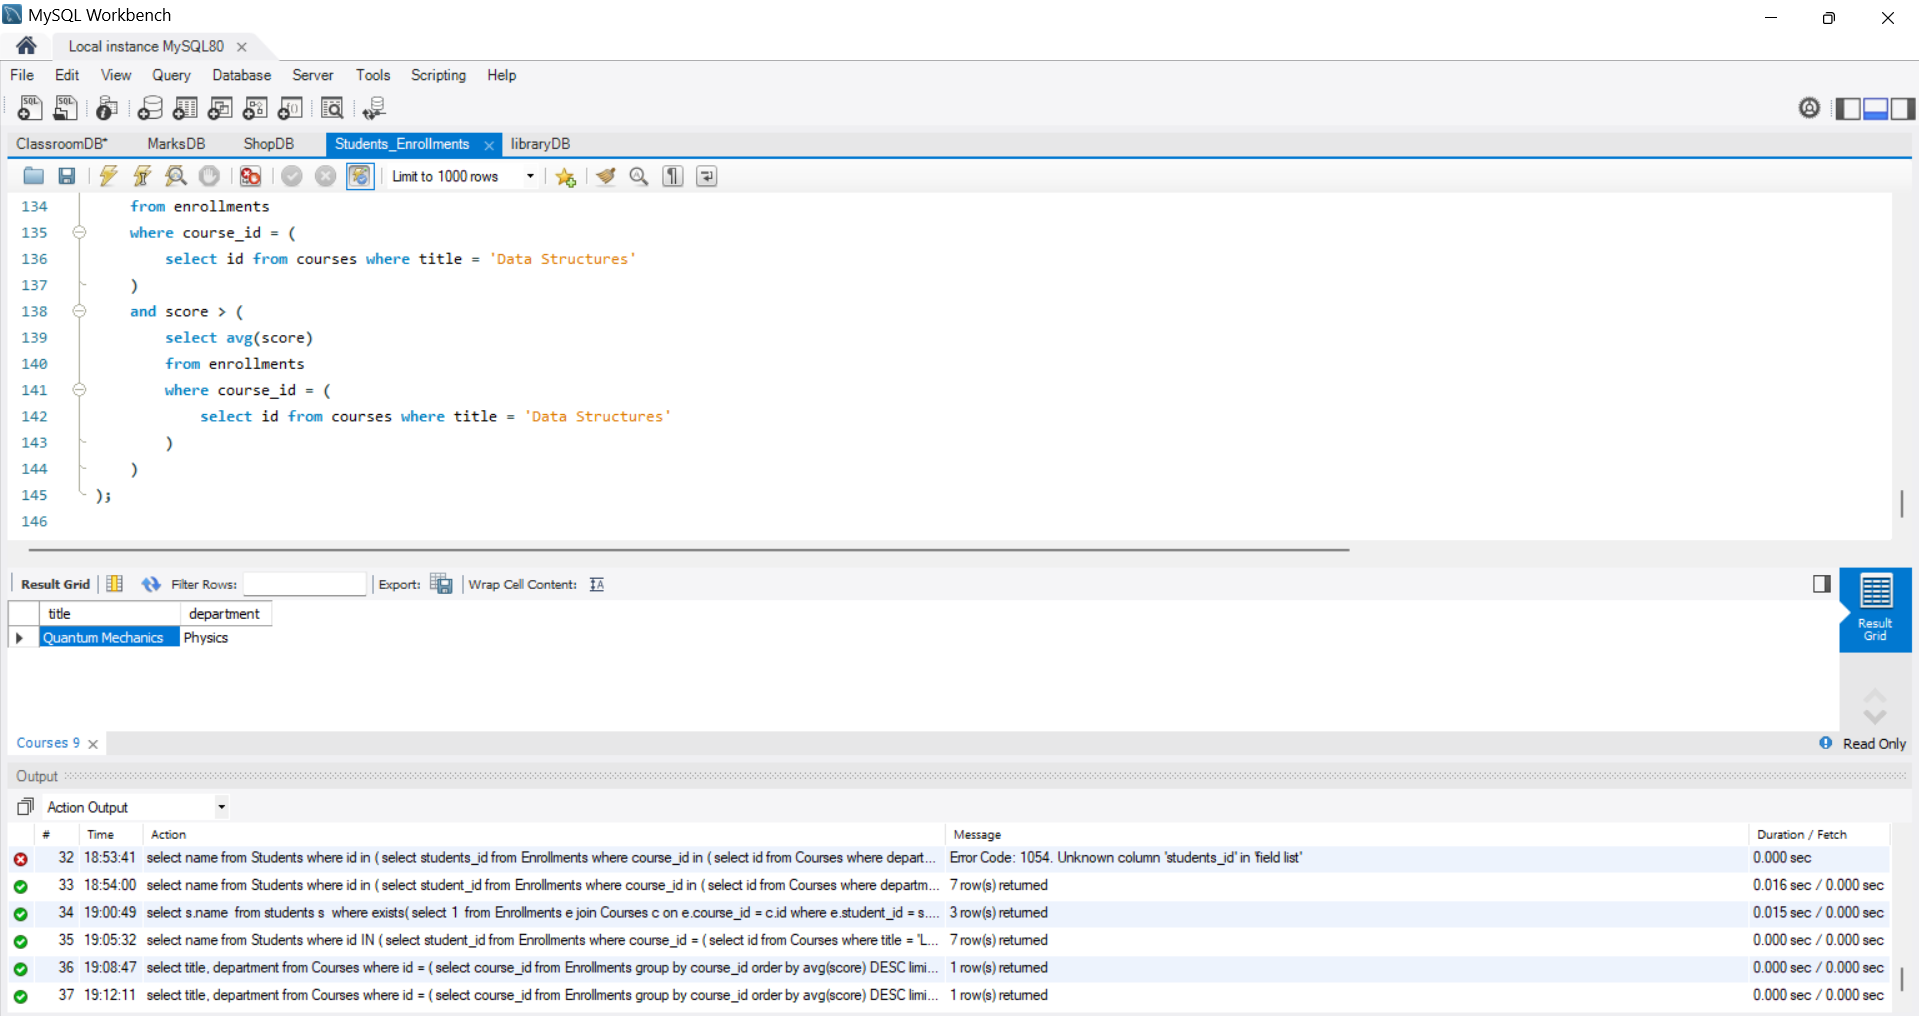 MySQL Workbench
Local instance MySQL80
File Edit View Query Database Server Tools Scripting Help
ClassroomDB* MarksDB ShopDB Students_Enrollments libraryDB
Limit to 1000 rows
134 from enrollments
135 where course_id = (
136 select id from courses where title = 'Data Structures'
137 )
138 and score > (
139 select avg(score)
140 from enrollments
141 where course_id = (
142 select id from courses where title = 'Data Structures'
143 )
144 )
145 );
146
Result Grid Filter Rows: Export: Wrap Cell Content:
title department
Quantum Mechanics Physics
Result
Grid
Courses 9
Read Only
Output
Action Output
# Time Action Message Duration / Fetch
32 18:53:41 select name from Students where id in ( select students_id from Enrollments where course_id in ( select id from Courses where depart... Error Code: 1054. Unknown column 'students_id' in 'field list' 0.000 sec
33 18:54:00 select name from Students where id in ( select student_id from Enrollments where course_id in ( select id from Courses where departm... 7 row(s) returned 0.016 sec / 0.000 sec
34 19:00:49 select s.name from students s where exists( select 1 from Enrollments e join Courses c on e.course_id = c.id where e.student_id = s.... 3 row(s) returned 0.015 sec / 0.000 sec
35 19:05:32 select name from Students where id IN ( select student_id from Enrollments where course_id = ( select id from Courses where title = 'L... 7 row(s) returned 0.000 sec / 0.000 sec
36 19:08:47 select title, department from Courses where id = ( select course_id from Enrollments group by course_id order by avg(score) DESC limi... 1 row(s) returned 0.000 sec / 0.000 sec
37 19:12:11 select title, department from Courses where id = ( select course_id from Enrollments group by course_id order by avg(score) DESC limi... 1 row(s) returned 0.000 sec / 0.000 sec